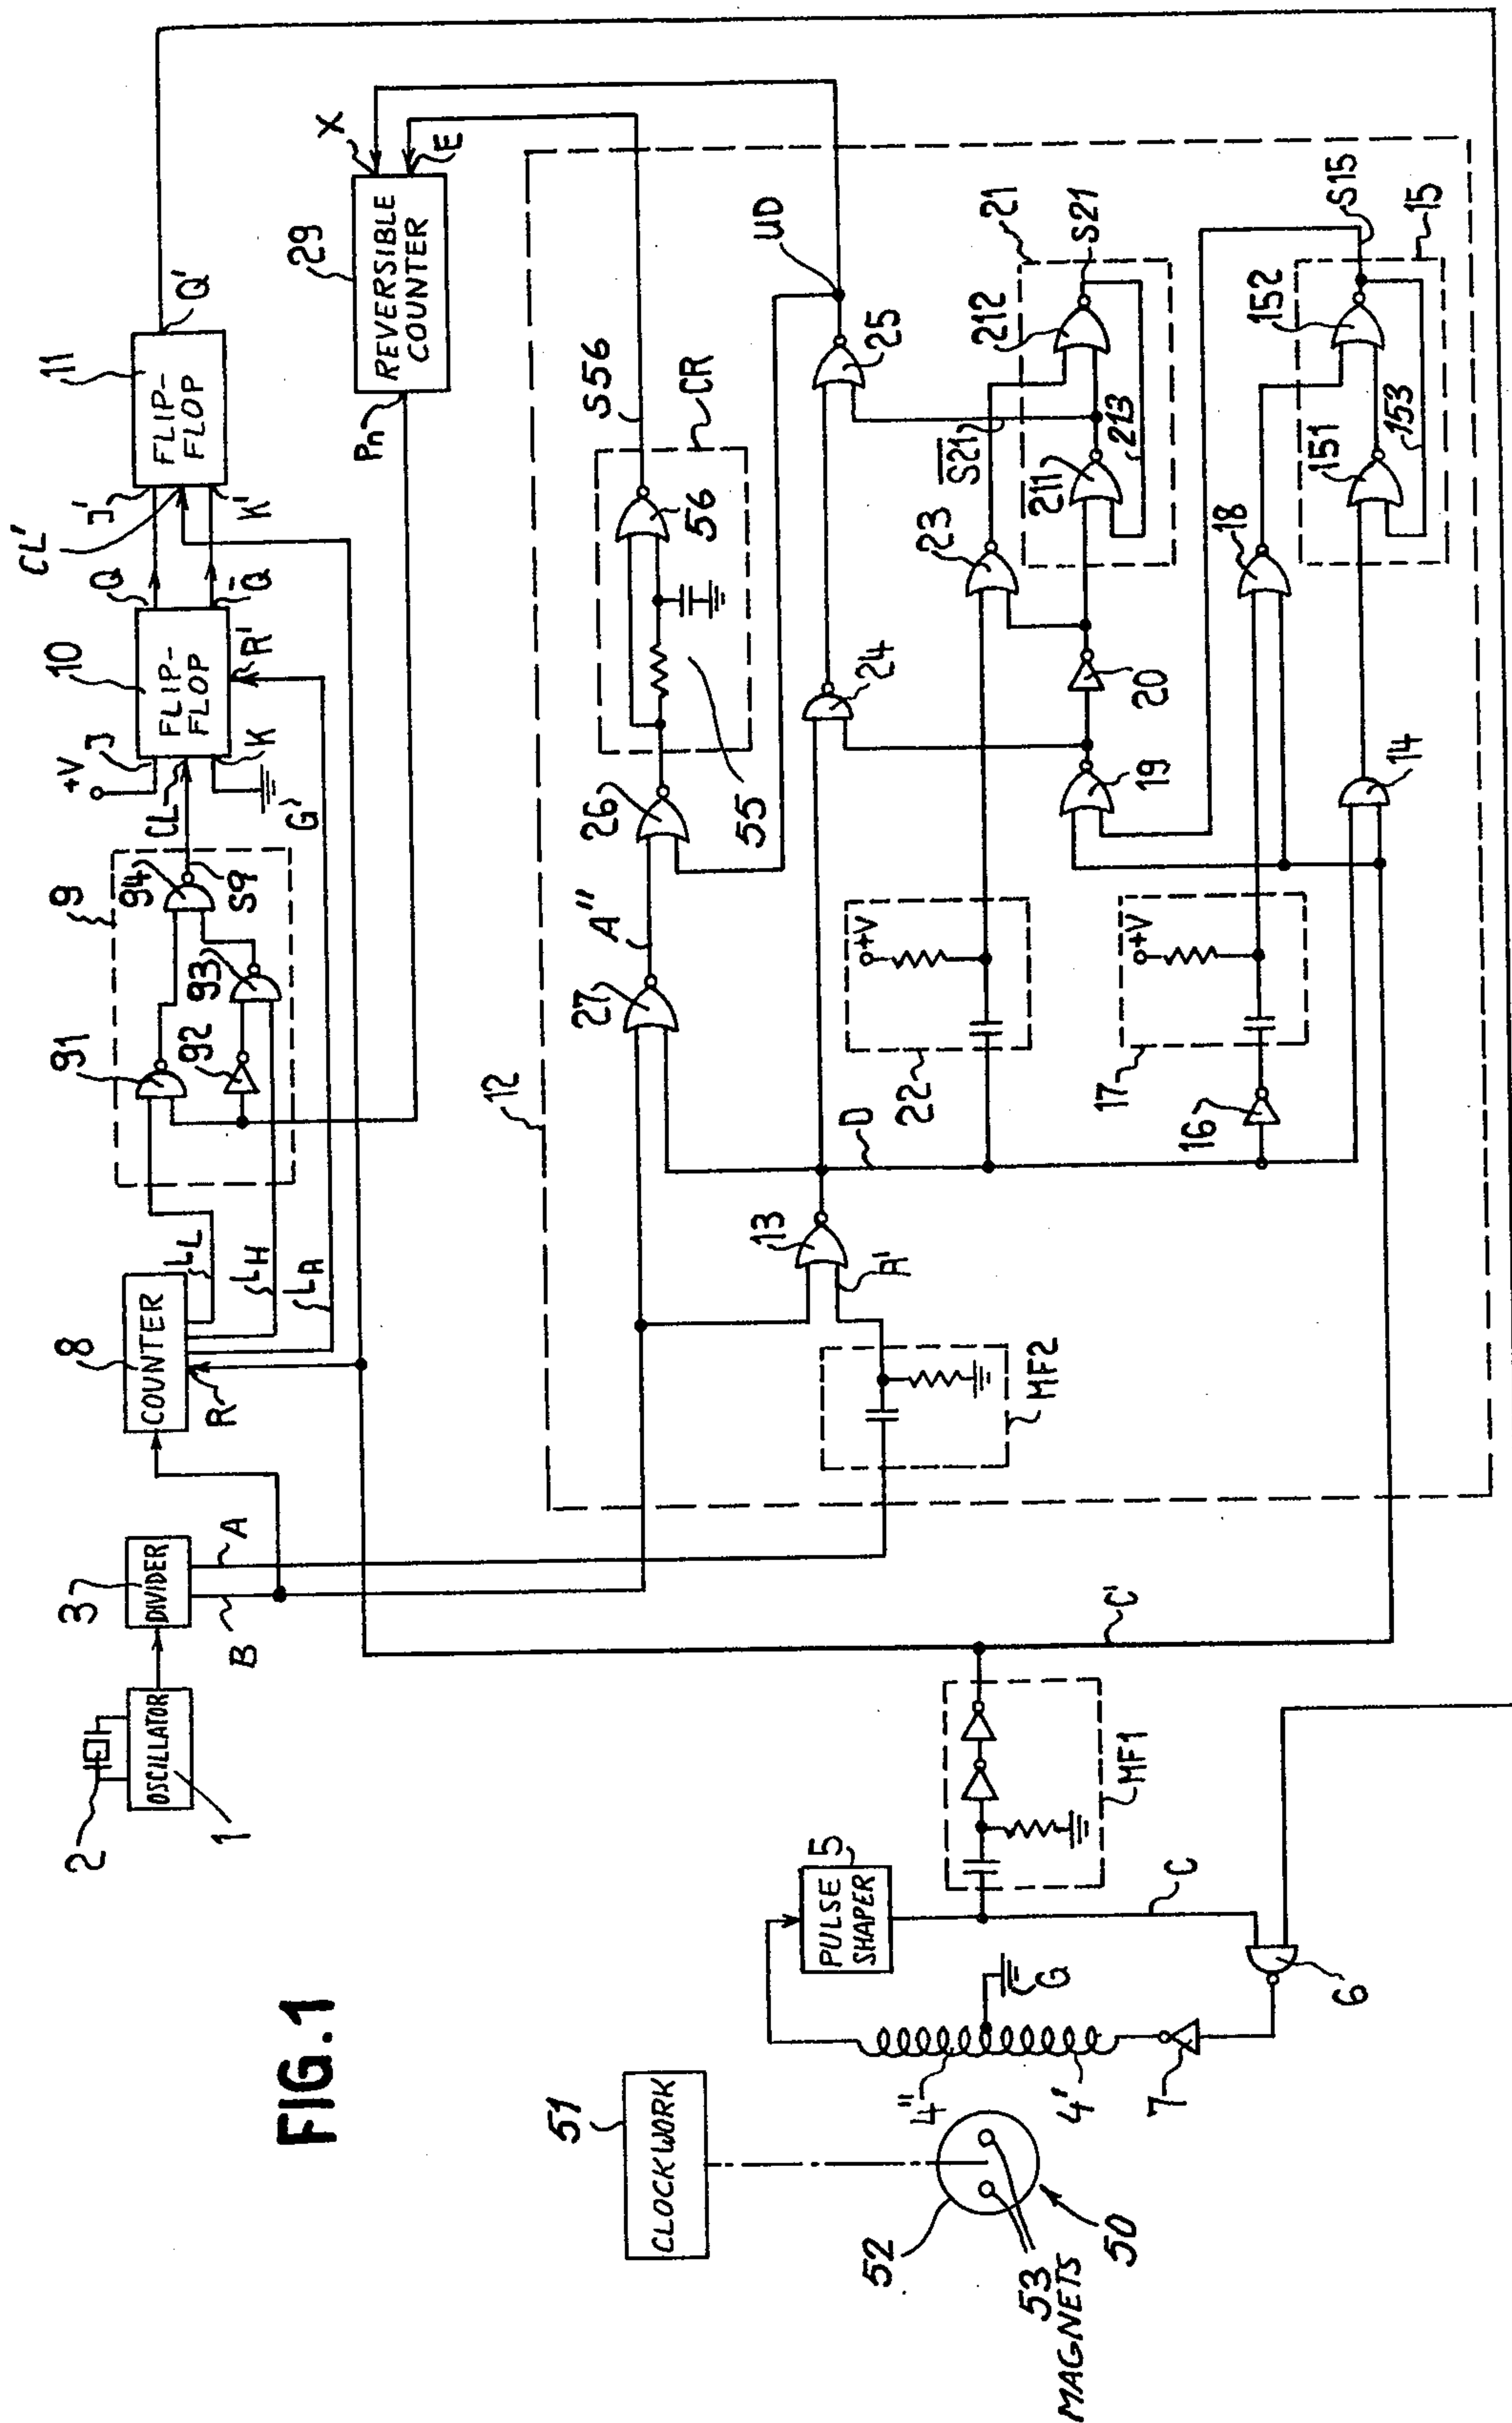 FIG.1
2
OSCILLATOR
1
3
DIVIDER
B
A
8
COUNTER
R
LL
LH
LA
9
91
92
93
94
S9
CL
+V
J
K
G'
10
FLIP-
FLOP
R'
Q
Q̄
CL'
J'
K'
11
FLIP-
FLOP
Q'
29
REVERSIBLE
COUNTER
X
E
Pn
12
27
A''
26
55
56
CR
S56
13
A'
MF2
D
24
25
UD
22
+V
23
19
20
21
211
212
213
S21
S̄2̄1̄
16
17
+V
18
14
15
151
152
153
S15
C'
MF1
PULSE
SHAPER
5
C
G
4''
4'
7
6
51
CLOCKWORK
52
53
MAGNETS
50